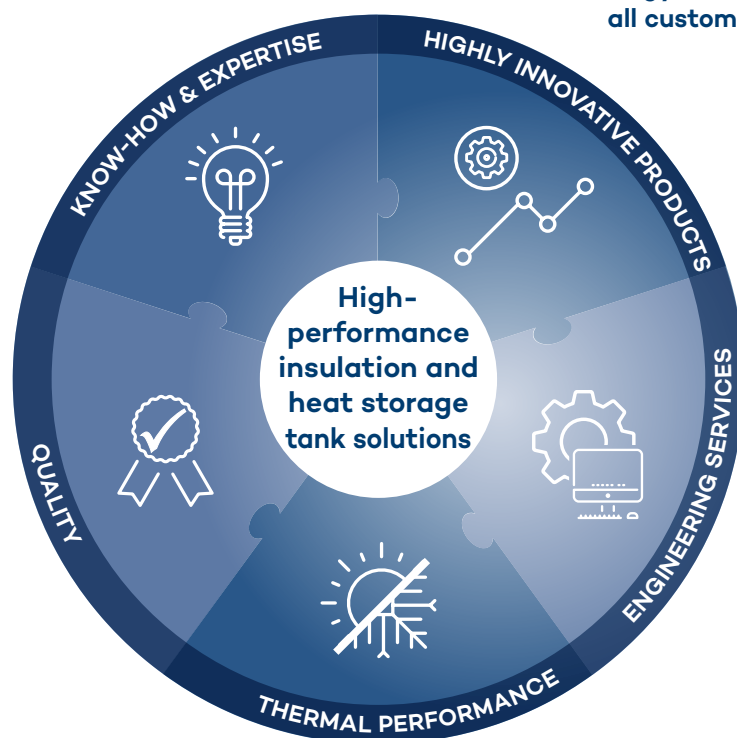 all custom
KNOW-HOW & EXPERTISE
HIGHLY INNOVATIVE PRODUCTS
High-
performance
insulation and
heat storage
tank solutions
QUALITY
ENGINEERING SERVICES
THERMAL PERFORMANCE